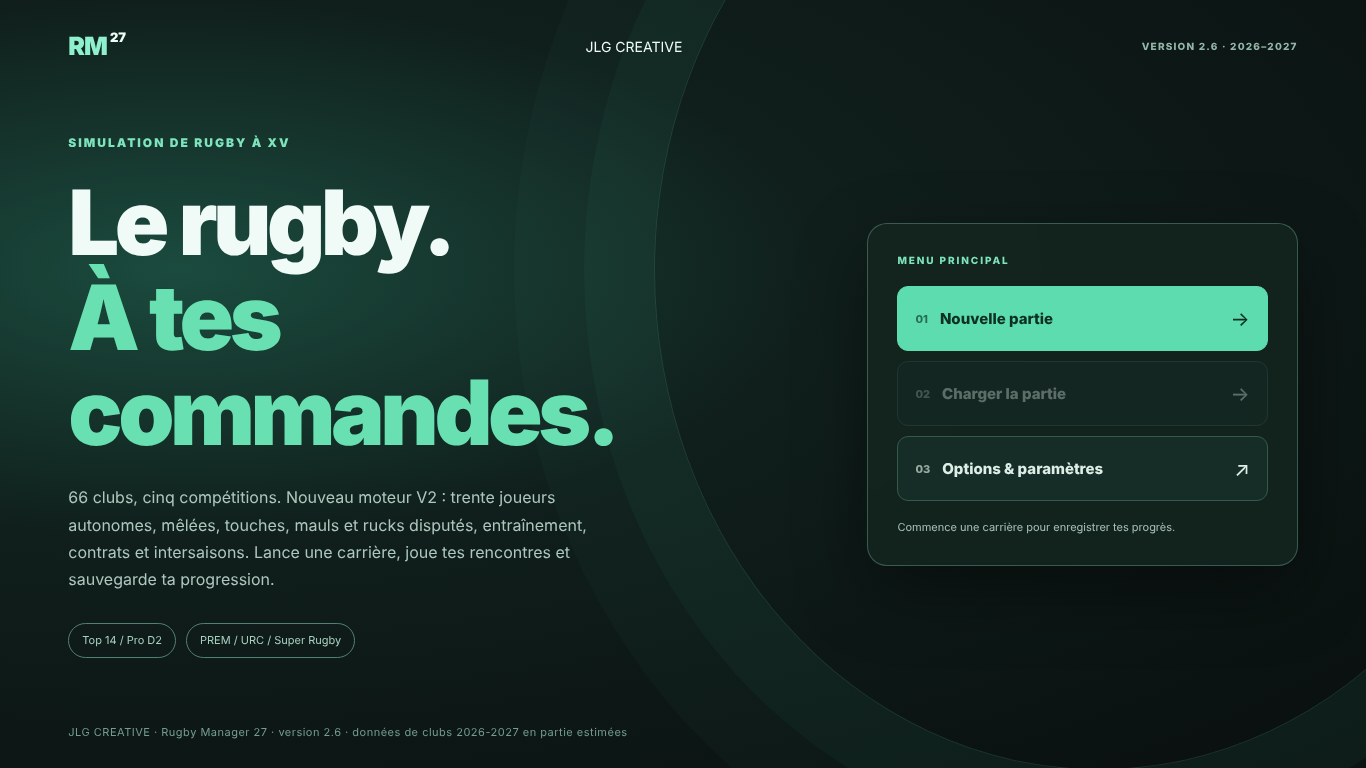 RM 27
JLG CREATIVE
VERSION 2.6 · 2026–2027
SIMULATION DE RUGBY À XV
Le rugby.
À tes
commandes.
66 clubs, cinq compétitions. Nouveau moteur V2 : trente joueurs
autonomes, mêlées, touches, mauls et rucks disputés, entraînement,
contrats et intersaisons. Lance une carrière, joue tes rencontres et
sauvegarde ta progression.
Top 14 / Pro D2
PREM / URC / Super Rugby
MENU PRINCIPAL
01 Nouvelle partie →
02 Charger la partie →
03 Options & paramètres ↗
Commence une carrière pour enregistrer tes progrès.
JLG CREATIVE · Rugby Manager 27 · version 2.6 · données de clubs 2026-2027 en partie estimées